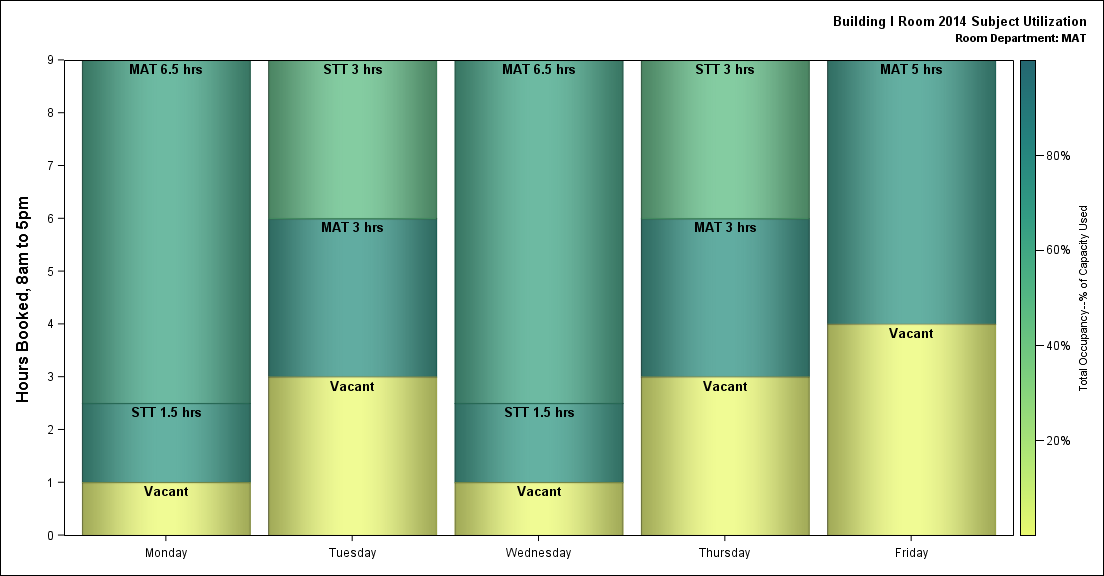 Building I Room 2014 Subject Utilization
Room Department: MAT
Hours Booked, 8am to 5pm
9
8
7
6
5
4
3
2
1
0
MAT 6.5 hrs
STT 1.5 hrs
Vacant
STT 3 hrs
MAT 3 hrs
Vacant
MAT 6.5 hrs
STT 1.5 hrs
Vacant
STT 3 hrs
MAT 3 hrs
Vacant
MAT 5 hrs
Vacant
Monday
Tuesday
Wednesday
Thursday
Friday
80%
60%
40%
20%
Total Occupancy--% of Capacity Used